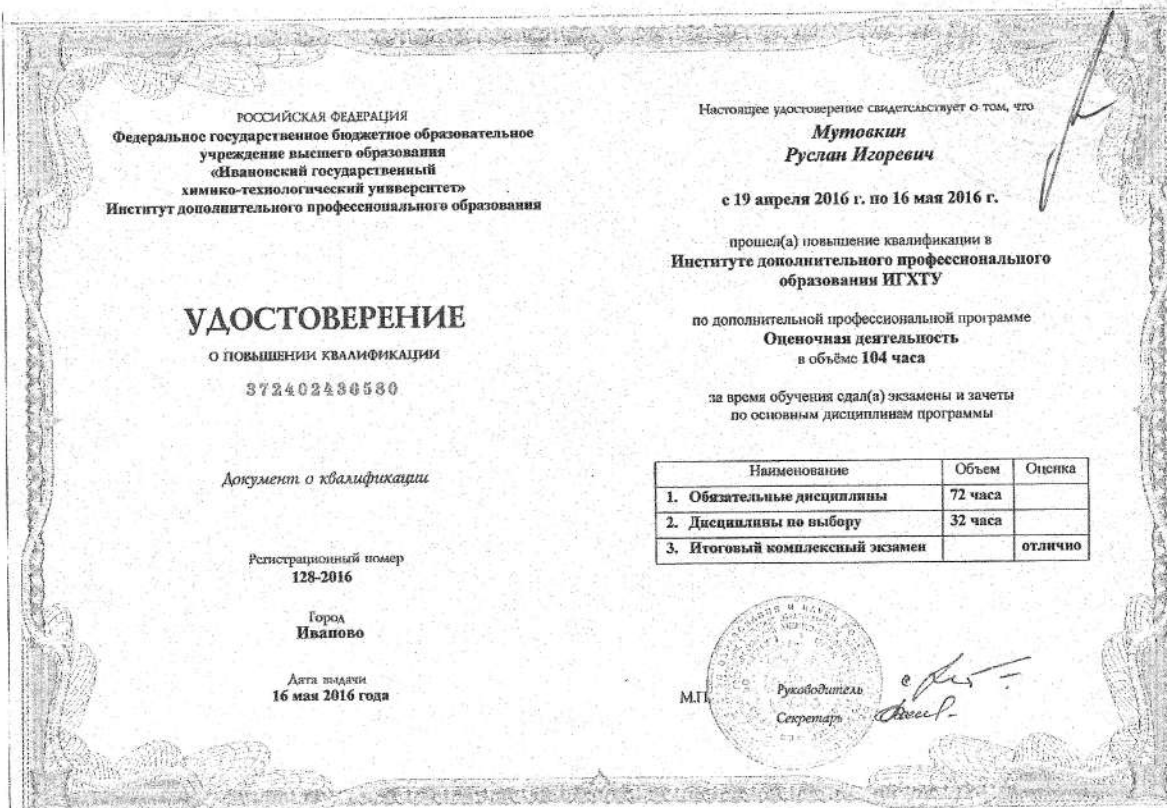 РОССИЙСКАЯ ФЕДЕРАЦИЯ
Федеральное государственное бюджетное образовательное
учреждение высшего образования
«Ивановский государственный
химико-технологический университет»
Институт дополнительного профессионального образования
УДОСТОВЕРЕНИЕ
О ПОВЫШЕНИИ КВАЛИФИКАЦИИ
372402436580
Документ о квалификации
Регистрационный номер
128-2016
Город
Иваново
Дата выдачи
16 мая 2016 года
Настоящее удостоверение свидетельствует о том, что
Мутовкин
Руслан Игоревич
с 19 апреля 2016 г. по 16 мая 2016 г.
прошел(а) повышение квалификации в
Институте дополнительного профессионального
образования ИГХТУ
по дополнительной профессиональной программе
Оценочная деятельность
в объёме 104 часа
за время обучения сдал(а) экзамены и зачеты
по основным дисциплинам программы
Наименование Объем Оценка
1. Обязательные дисциплины 72 часа
2. Дисциплины по выбору 32 часа
3. Итоговый комплексный экзамен отлично
М.П.
Руководитель
Секретарь